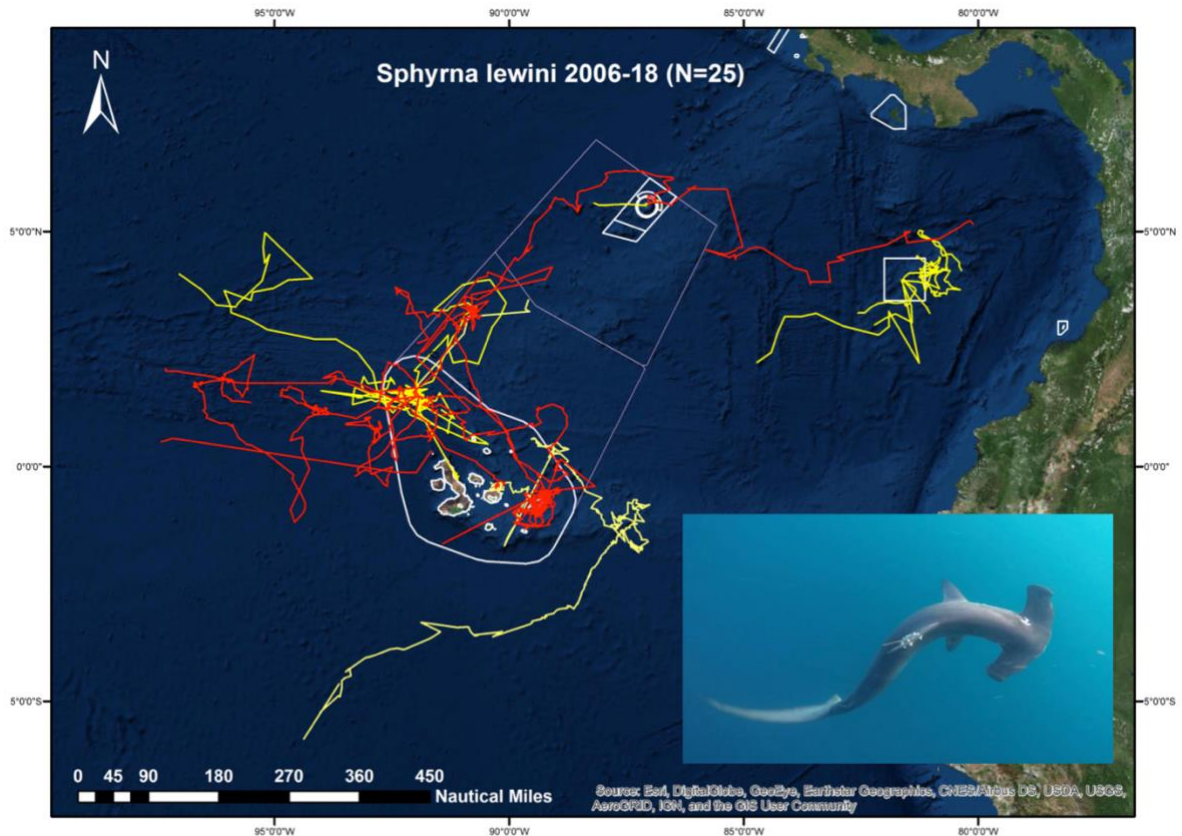 95°0'0"W 90°0'0"W 85°0'0"W 80°0'0"W
N
Sphyrna lewini 2006-18 (N=25)
5°0'0"N 5°0'0"N
0°0'0" 0°0'0"
5°0'0"S 5°0'0"S
0 45 90 180 270 360 450
Nautical Miles
Source: Esri, DigitalGlobe, GeoEye, Earthstar Geographics, CNES/Airbus DS, USDA, USGS,
AeroGRID, IGN, and the GIS User Community
95°0'0"W 90°0'0"W 85°0'0"W 80°0'0"W